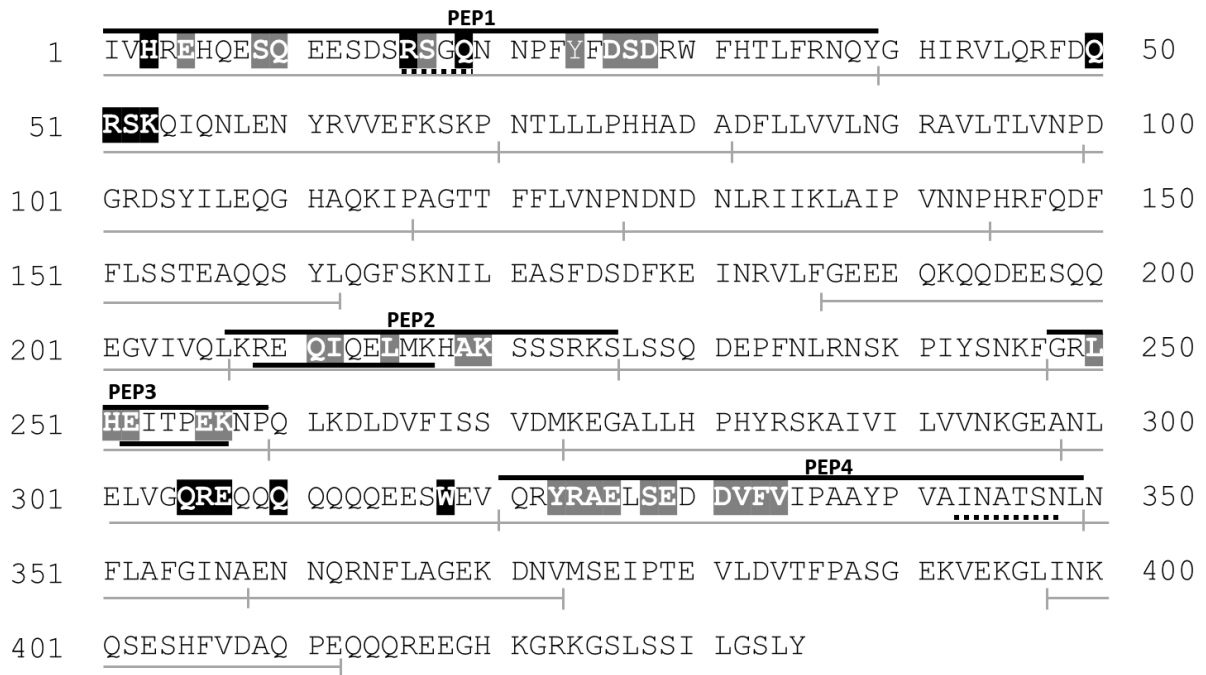 PEP1
1 IVHREHQESQ EESDSRSGQN NPFYFDSDRW FHTLFRNQYG HIRVLQRFDQ 50
51 RSKQIQNLEN YRVVEFKSKP NTLLLPHHAD ADFLLVVLNG RAVLTLVNPD 100
101 GRDSYILEQG HAQKIPAGTT FFLVNPNDND NLRIIKLAIP VNNPHRFQDF 150
151 FLSSTEAQQS YLQGFSKNIL EASFDSDFKE INRVLFGEEE QKQQDEESQQ 200
PEP2
201 EGVIVQLKRE QIQELMKHAK SSSRKSLSSQ DEPFNLRNSK PIYSNKFGRL 250
PEP3
251 HEITPEKNPQ LKDLDVFISS VDMKEGALLH PHYRSKAIVI LVVNKGEANL 300
PEP4
301 ELVGQREQQQ QQQQEESWEV QRYRAELSED DVFVIPAAYP VAINATSNLN 350
351 FLAFGINAEN NQRNFLAGEK DNVMSEIPTE VLDVTFPASG EKVEKGLINK 400
401 QSESHFVDAQ PEQQQREEGH KGRKGSLSSI LGSLY